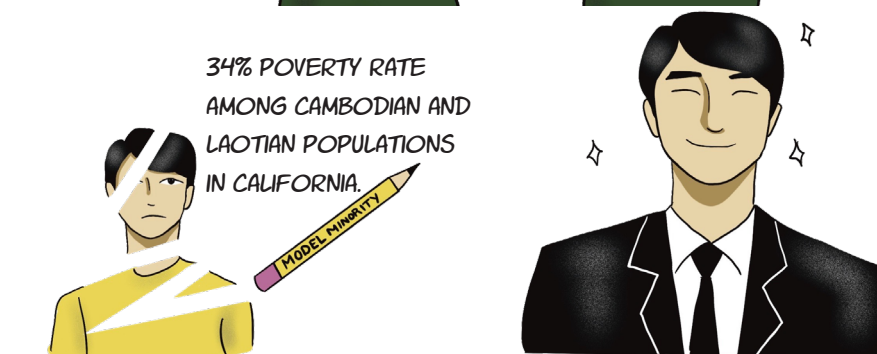 34% POVERTY RATE
AMONG CAMBODIAN AND
LAOTIAN POPULATIONS
IN CALIFORNIA.
MODEL MINORITY